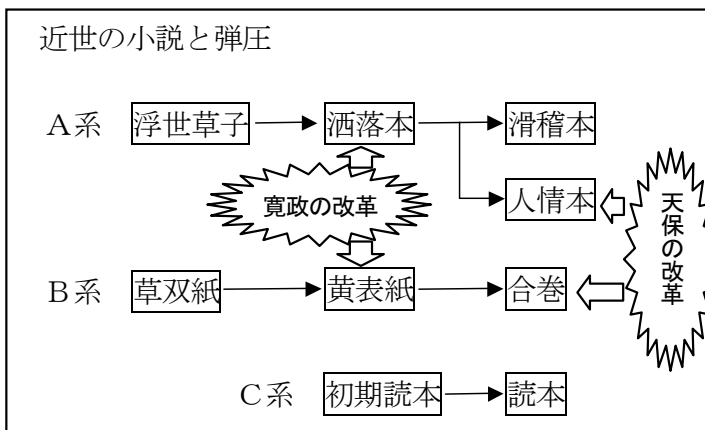 近世の小説と弾圧
A系 浮世草子 洒落本 滑稽本
人情本
寛政の改革
天保の改革
B系 草双紙 黄表紙 合巻
C系 初期読本 読本